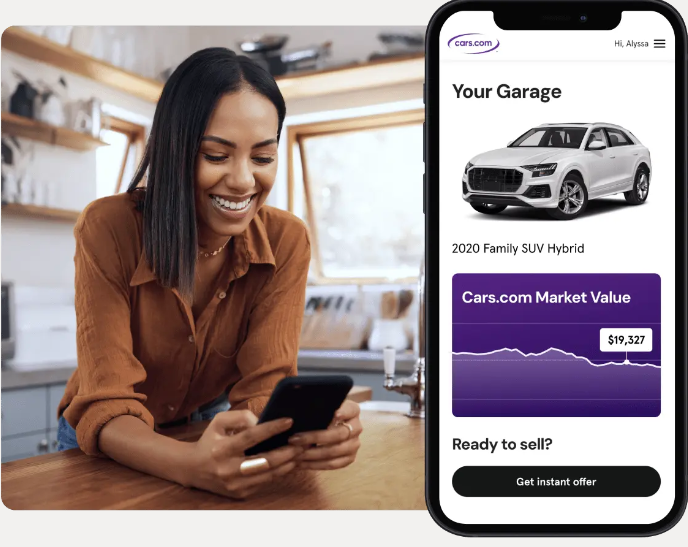 cars.com
Hi, Alyssa
Your Garage
2020 Family SUV Hybrid
Cars.com Market Value
$19,327
Ready to sell?
Get instant offer